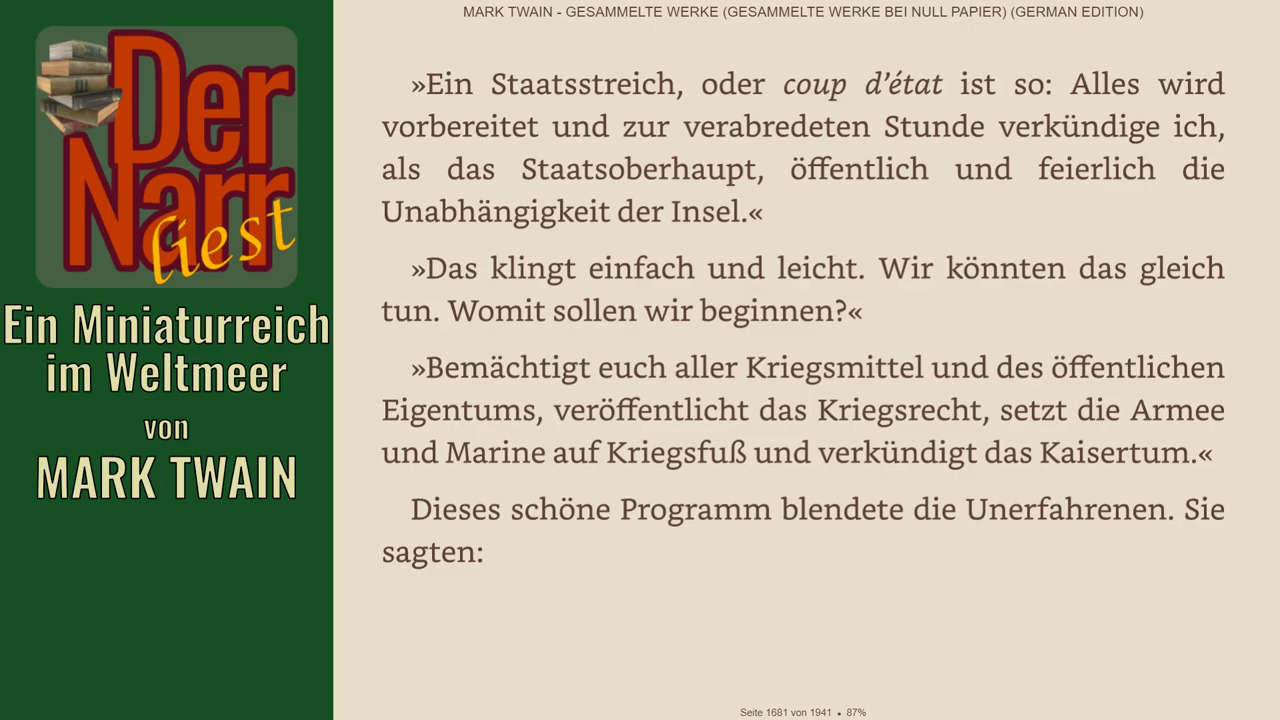 Der
Narr
liest
Ein Miniaturreich
im Weltmeer
von
MARK TWAIN
MARK TWAIN - GESAMMELTE WERKE (GESAMMELTE WERKE BEI NULL PAPIER) (GERMAN EDITION)
»Ein Staatsstreich, oder coup d’état ist so: Alles wird
vorbereitet und zur verabredeten Stunde verkündige ich,
als das Staatsoberhaupt, öffentlich und feierlich die
Unabhängigkeit der Insel.«
»Das klingt einfach und leicht. Wir könnten das gleich
tun. Womit sollen wir beginnen?«
»Bemächtigt euch aller Kriegsmittel und des öffentlichen
Eigentums, veröffentlicht das Kriegsrecht, setzt die Armee
und Marine auf Kriegsfuß und verkündigt das Kaisertum.«
Dieses schöne Programm blendete die Unerfahrenen. Sie
sagten:
Seite 1681 von 1941 • 87%